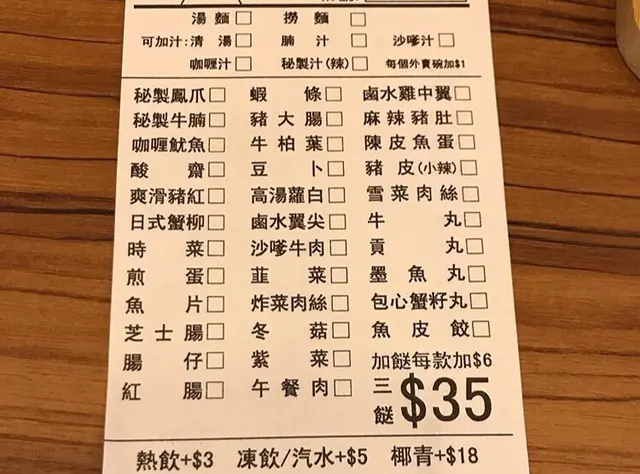 湯麵□ 撈麵□
可加汁:清湯□ 腩汁□ 沙嗲汁□
咖喱汁□ 秘製汁(辣)□ 每個外賣碗加$1
秘製鳳爪□ 蝦條□ 鹵水雞中翼□
秘製牛腩□ 豬大腸□ 麻辣豬肚□
咖喱魷魚□ 牛柏葉□ 陳皮魚蛋□
酸齋□ 豆卜□ 豬皮(小辣)□
爽滑豬紅□ 高湯蘿白□ 雪菜肉絲□
日式蟹柳□ 鹵水翼尖□ 牛丸□
時菜□ 沙嗲牛肉□ 貢丸□
煎蛋□ 韮菜□ 墨魚丸□
魚片□ 炸菜肉絲□ 包心蟹籽丸□
芝士腸□ 冬菇□ 魚皮餃□
腸仔□ 紫菜□ 加餸每款加$6
紅腸□ 午餐肉□ 三餸$35
熱飲+$3 凍飲/汽水+$5 椰青+$18